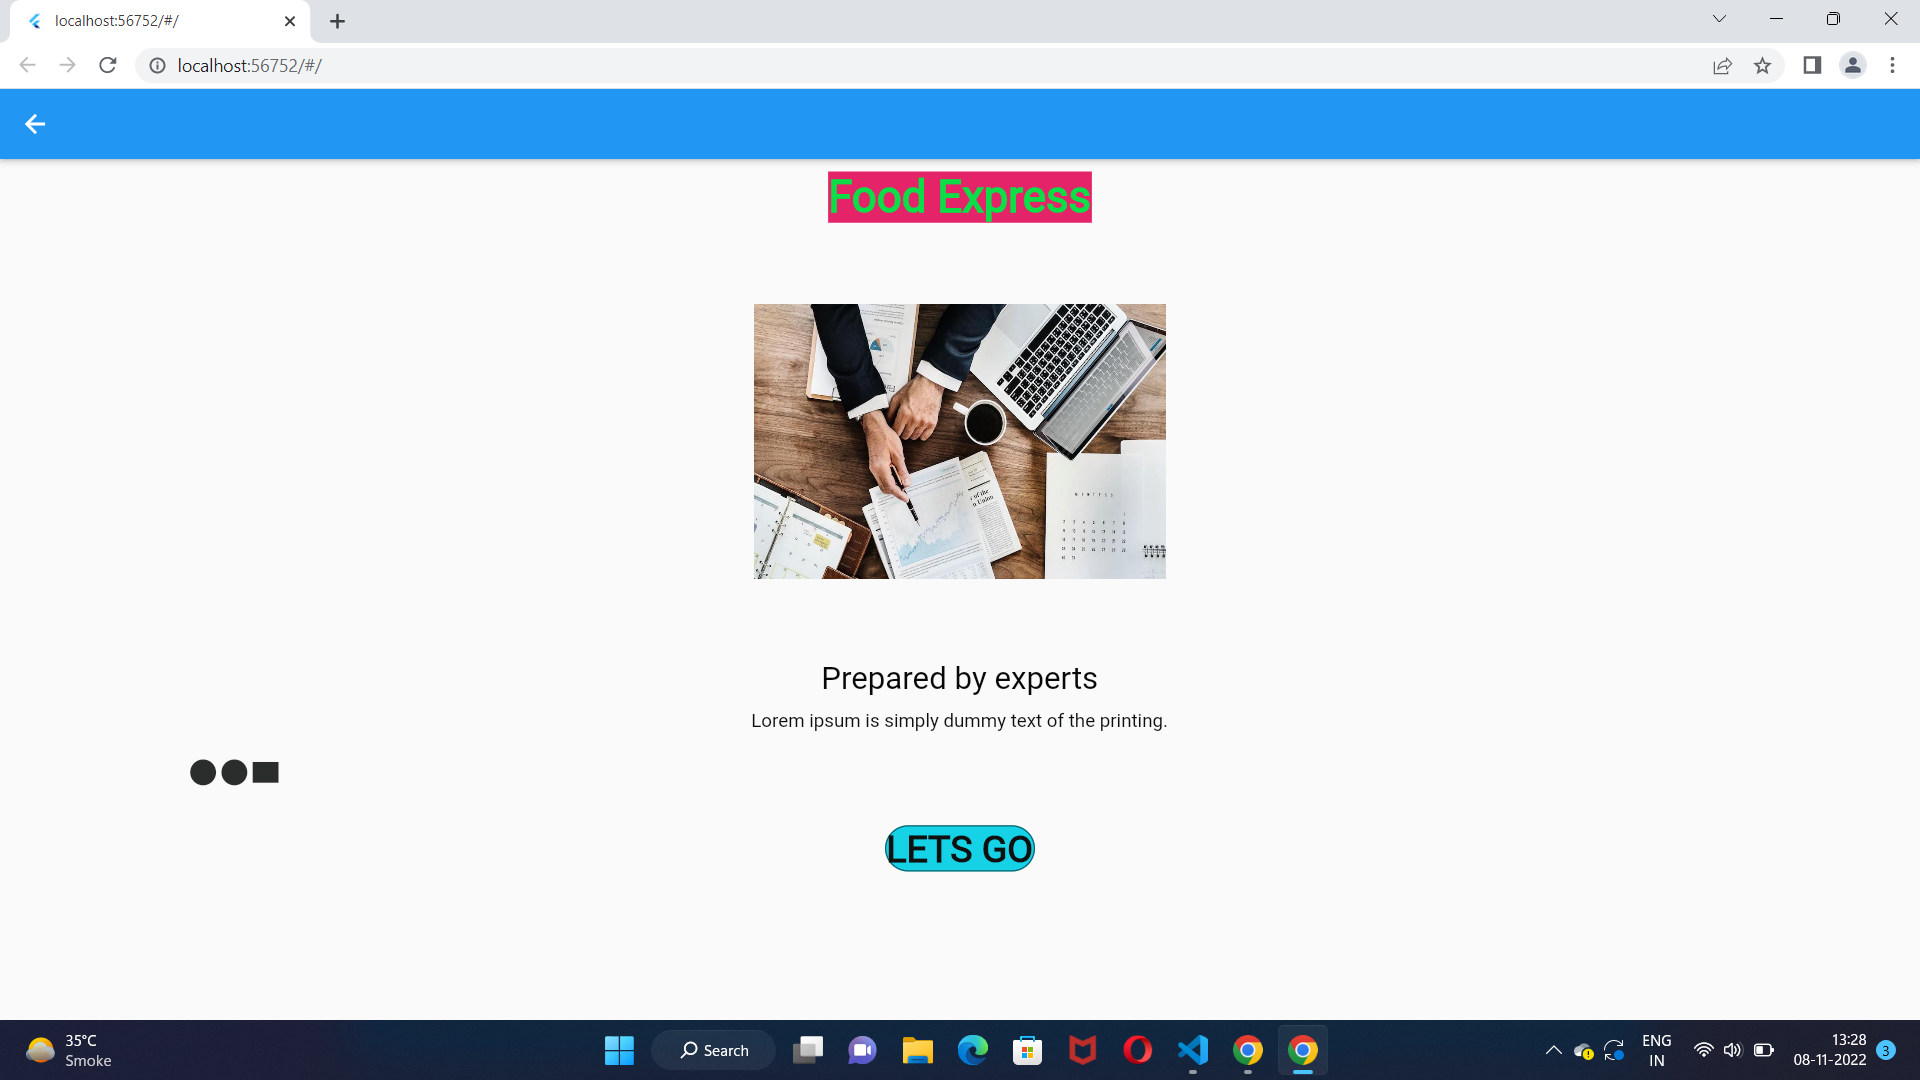 localhost:56752/#/
localhost:56752/#/
Food Express
Prepared by experts
Lorem ipsum is simply dummy text of the printing.
LETS GO
35°C
Smoke
Search
ENG
IN
13:28
08-11-2022
3